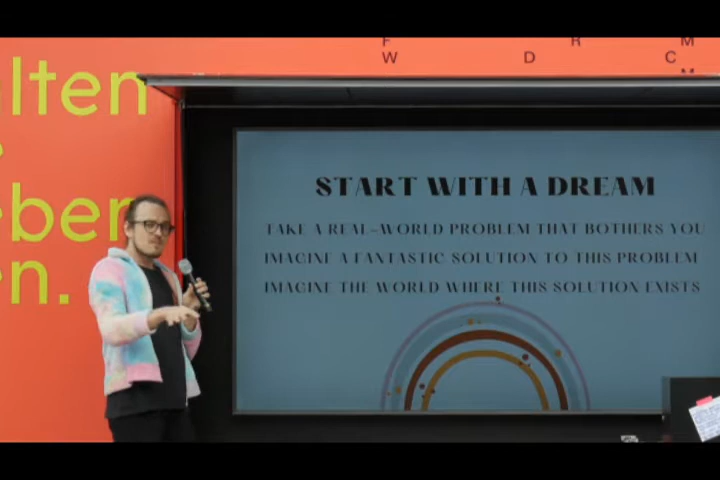 W D C
lten
eben
en.
START WITH A DREAM
TAKE A REAL-WORLD PROBLEM THAT BOTHERS YOU
IMAGINE A FANTASTIC SOLUTION TO THIS PROBLEM
IMAGINE THE WORLD WHERE THIS SOLUTION EXISTS